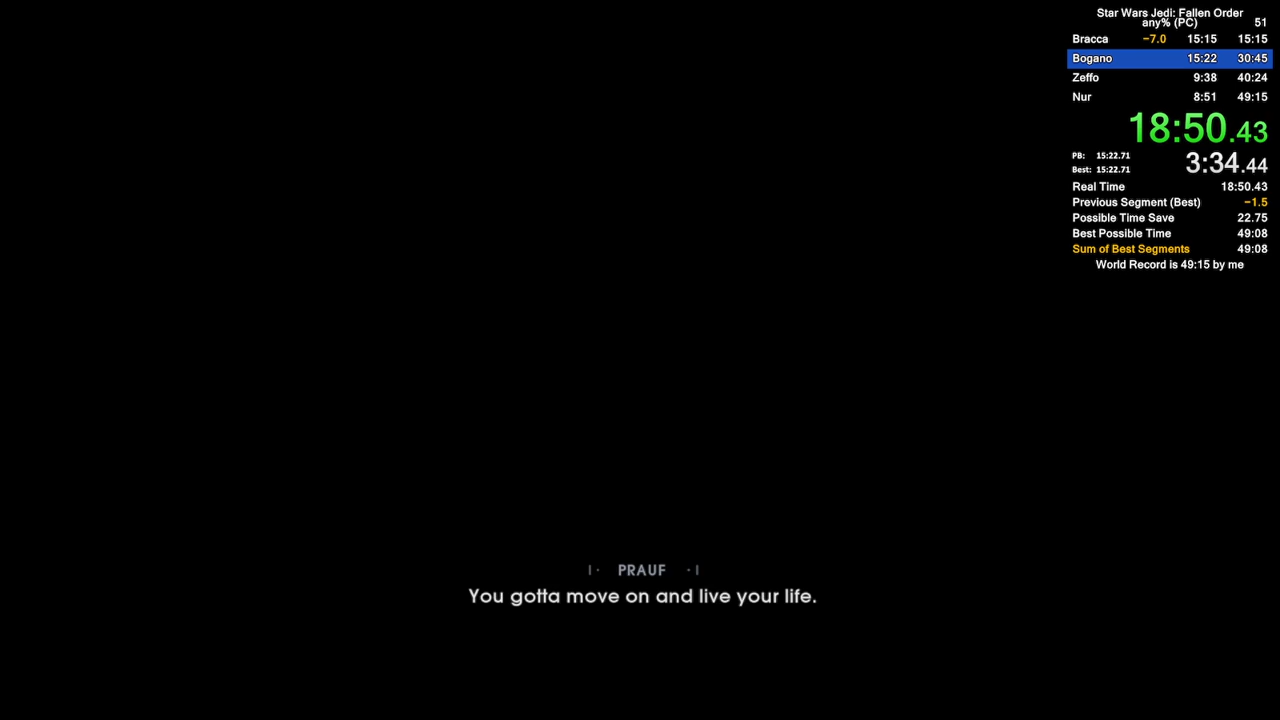 Star Wars Jedi: Fallen Order
any% (PC) 51
Bracca −7.0 15:15 15:15
Bogano 15:22 30:45
Zeffo 9:38 40:24
Nur 8:51 49:15
18:50.43
PB: 15:22.71
3:34.44
Best: 15:22.71
Real Time 18:50.43
Previous Segment (Best) −1.5
Possible Time Save 22.75
Best Possible Time 49:08
Sum of Best Segments 49:08
World Record is 49:15 by me
PRAUF
You gotta move on and live your life.